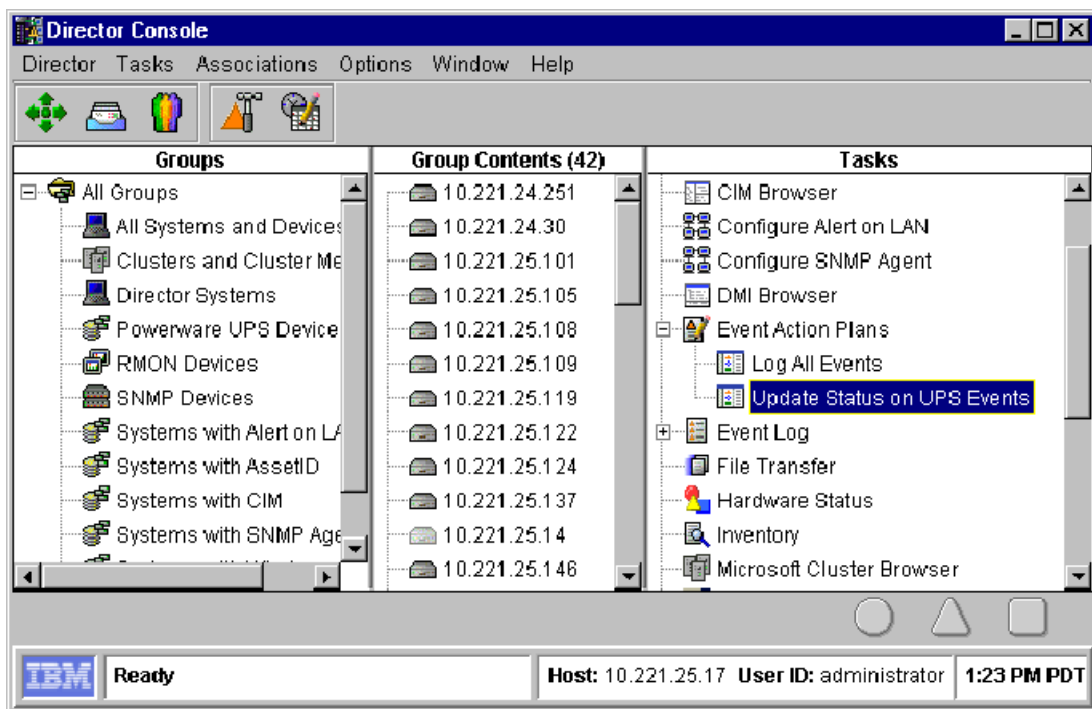 Director Console
Director Tasks Associations Options Window Help
Groups
All Groups
All Systems and Devices
Clusters and Cluster Me
Director Systems
Powerware UPS Device
RMON Devices
SNMP Devices
Systems with Alert on LA
Systems with AssetID
Systems with CIM
Systems with SNMP Age
Group Contents (42)
10.221.24.251
10.221.24.30
10.221.25.101
10.221.25.105
10.221.25.108
10.221.25.109
10.221.25.119
10.221.25.122
10.221.25.124
10.221.25.137
10.221.25.14
10.221.25.146
Tasks
CIM Browser
Configure Alert on LAN
Configure SNMP Agent
DMI Browser
Event Action Plans
Log All Events
Update Status on UPS Events
Event Log
File Transfer
Hardware Status
Inventory
Microsoft Cluster Browser
IBM Ready Host: 10.221.25.17 User ID: administrator 1:23 PM PDT